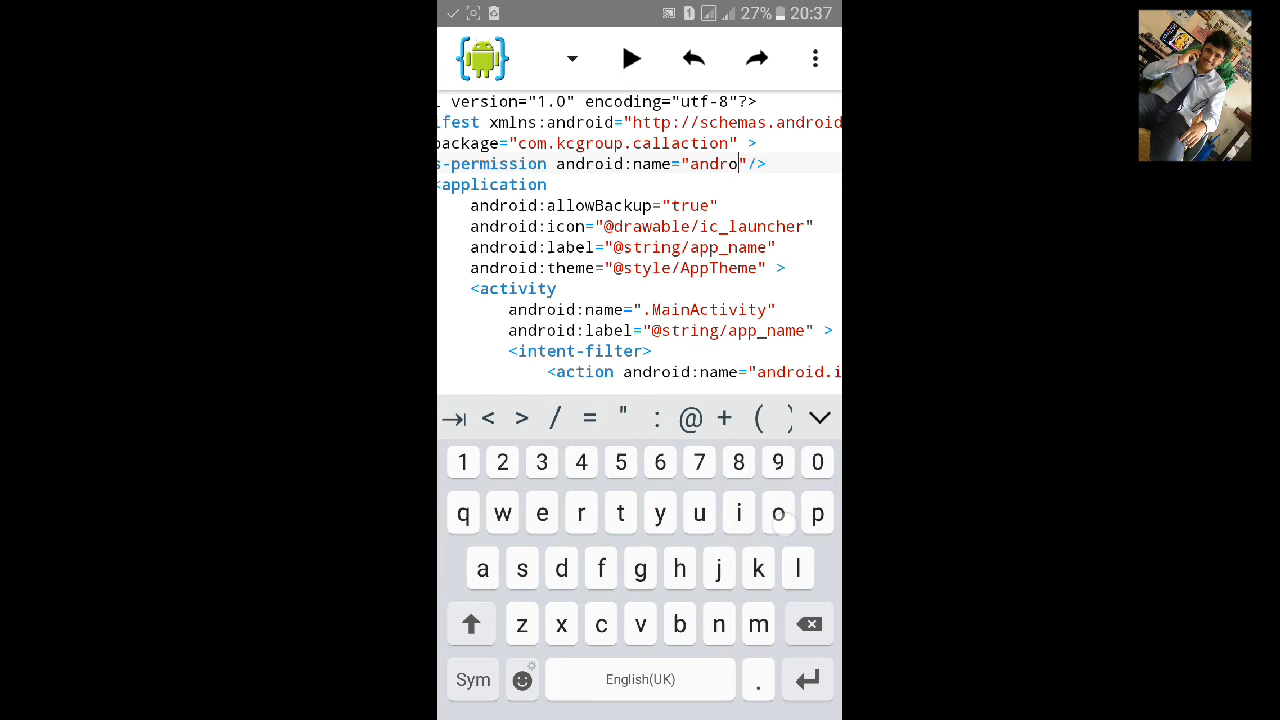 1 27% 20:37
version="1.0" encoding="utf-8"?>
ifest xmlns:android="http://schemas.android
package="com.kcgroup.callaction" >
s-permission android:name="andro"/>
<application
android:allowBackup="true"
android:icon="@drawable/ic_launcher"
android:label="@string/app_name"
android:theme="@style/AppTheme" >
<activity
android:name=".MainActivity"
android:label="@string/app_name" >
<intent-filter>
<action android:name="android.i
< > / = " : @ + ( )
1 2 3 4 5 6 7 8 9 0
q w e r t y u i o p
a s d f g h j k l
z x c v b n m
Sym English(UK) .